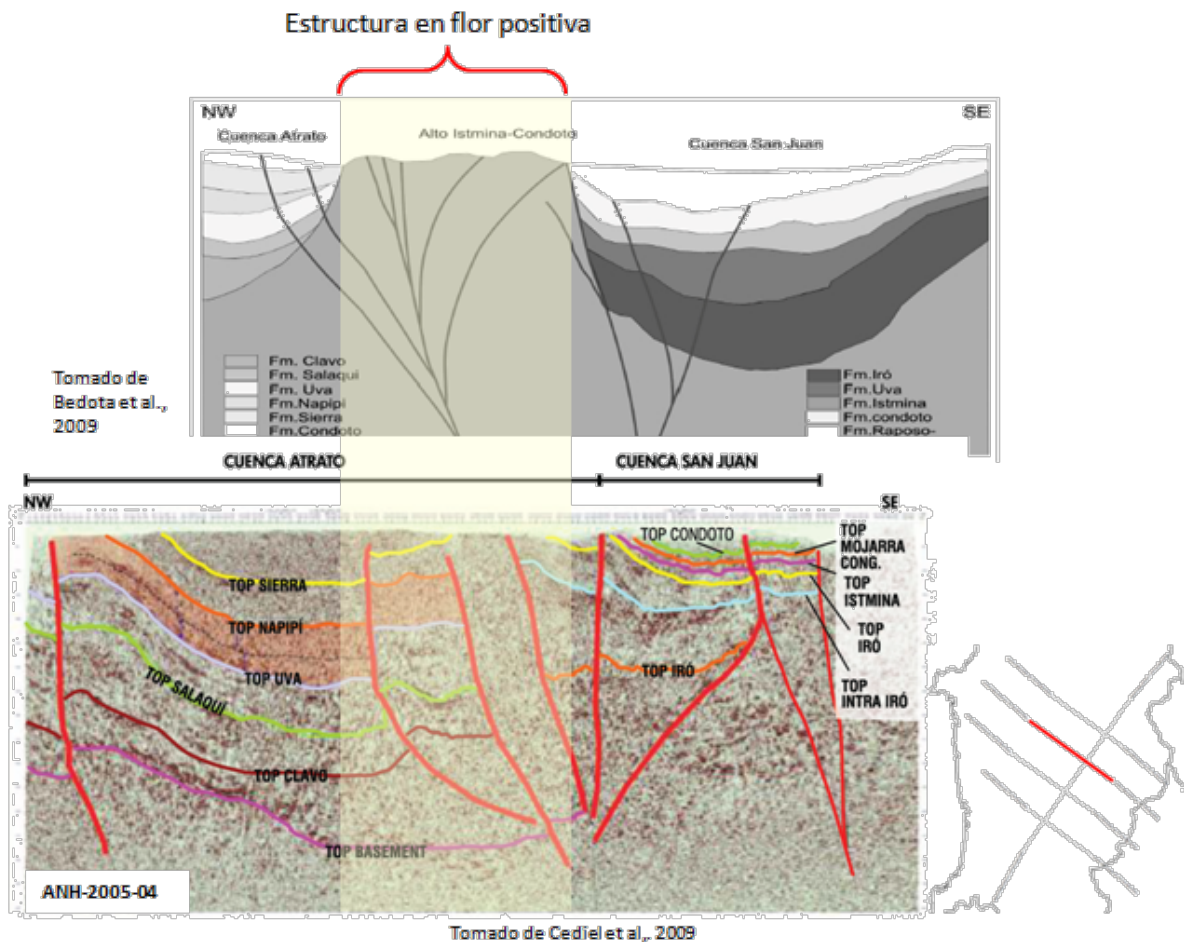 Estructura en flor positiva
NW
SE
Cuenca Atrato
Alto Istmina-Condoto
Cuenca San Juan
Fm. Clavo
Fm. Salaqui
Fm. Uva
Fm.Napipi
Fm.Sierra
Fm.Condoto
Fm.Iró
Fm.Uva
Fm.Istmina
Fm.condoto
Fm.Raposo-
Tomado de
Bedota et al.,
2009
CUENCA ATRATO
CUENCA SAN JUAN
NW
SE
TOP SIERRA
TOP NAPIPÍ
TOP UVA
TOP SALAQUI
TOP CLAVO
TOP BASEMENT
TOP CONDOTO
TOP
MOJARRA
CONG.
TOP
ISTMINA
TOP
IRÓ
TOP
INTRA IRÓ
TOP IRÓ
ANH-2005-04
Tomado de Cediel et al,. 2009